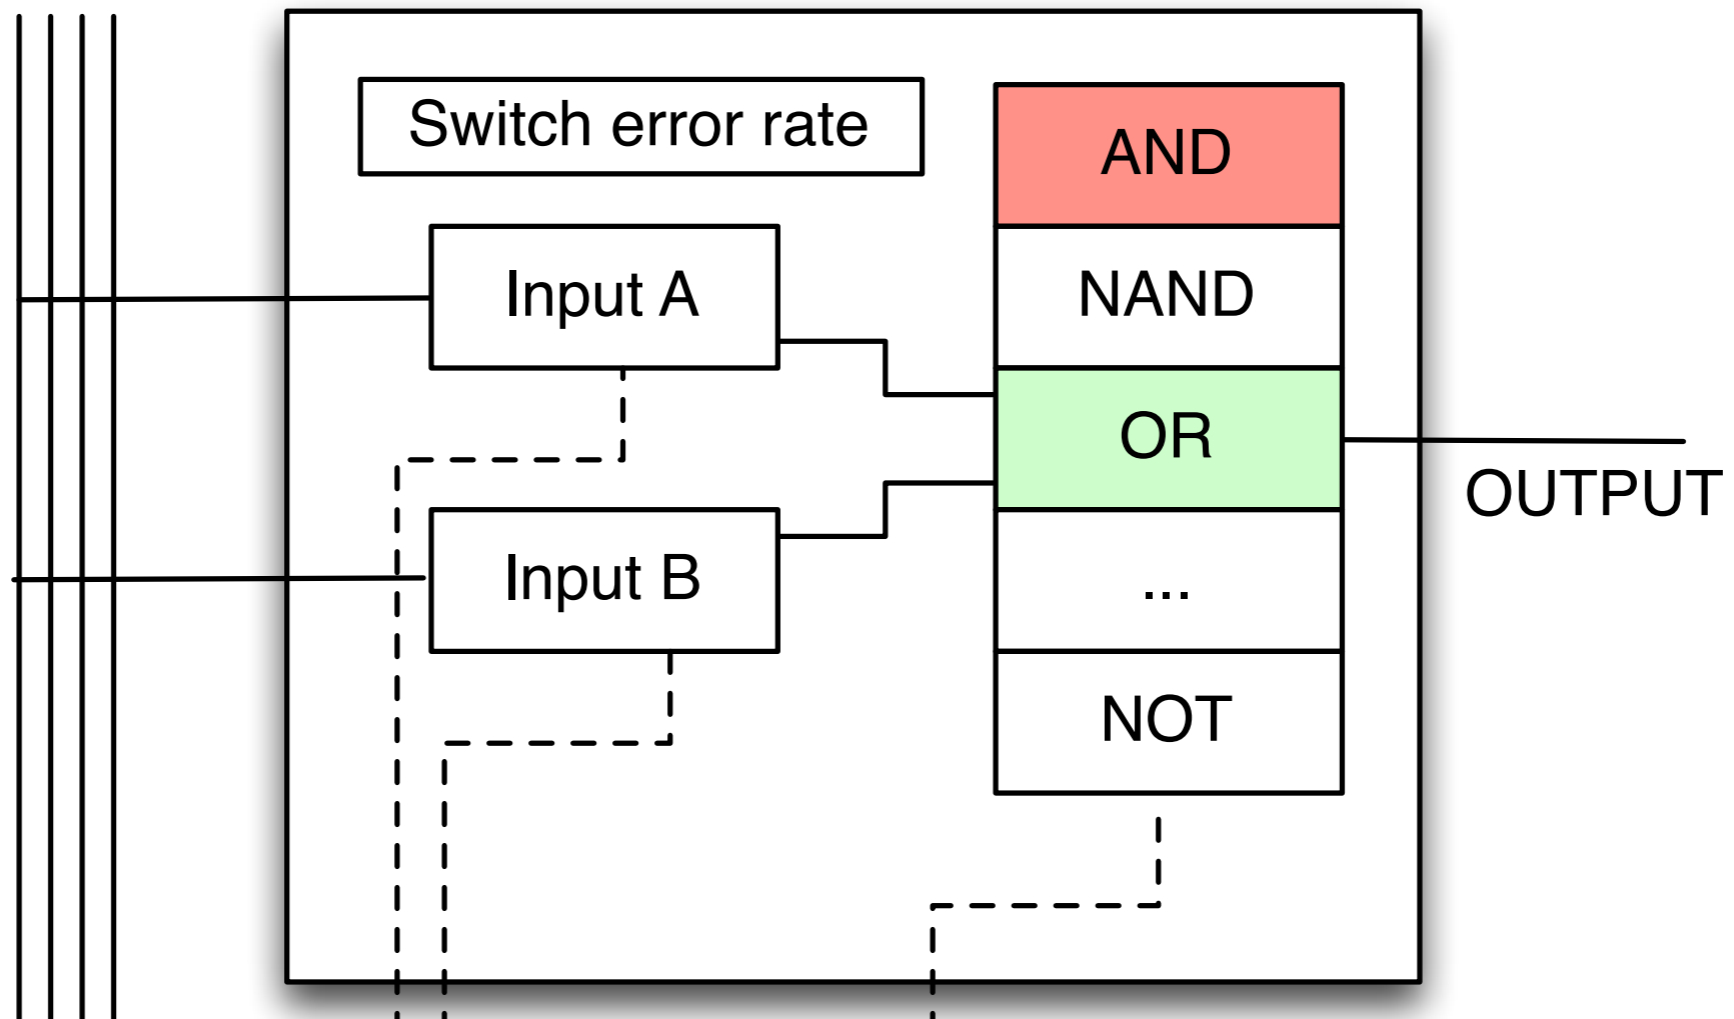 Switch error rate
AND
Input A
NAND
OR
OUTPUT
Input B
...
NOT